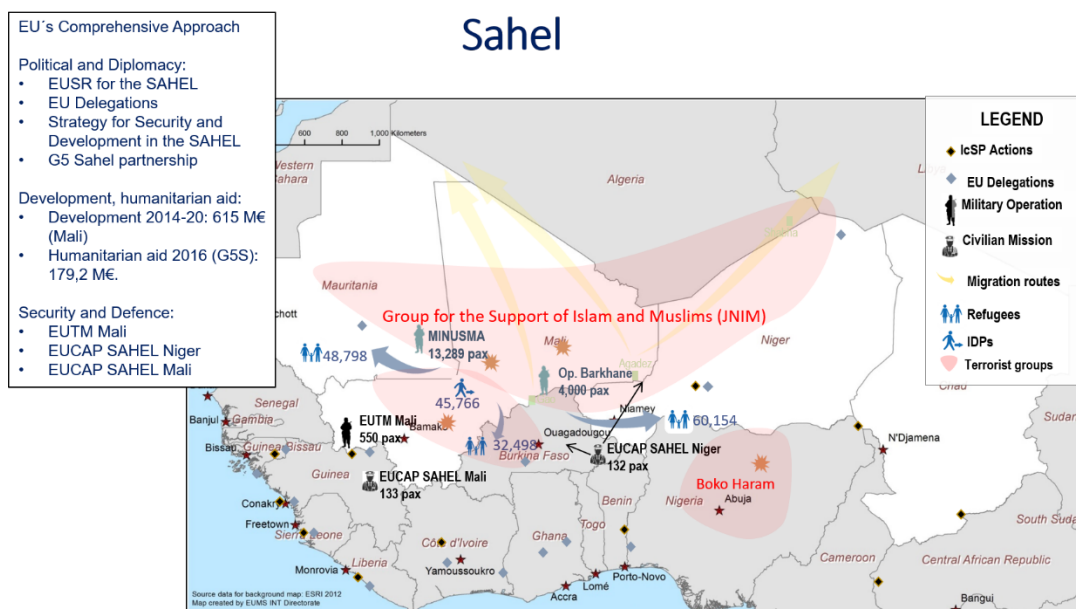 Sahel
EU´s Comprehensive Approach
Political and Diplomacy:
• EUSR for the SAHEL
• EU Delegations
• Strategy for Security and
Development in the SAHEL
• G5 Sahel partnership
Development, humanitarian aid:
• Development 2014-20: 615 M€
(Mali)
• Humanitarian aid 2016 (G5S):
179,2 M€.
Security and Defence:
• EUTM Mali
• EUCAP SAHEL Niger
• EUCAP SAHEL Mali
600 800 1,000 Kilometers
Western
Sahara
Algeria
LEGEND
IcSP Actions
EU Delegations
Military Operation
Civilian Mission
Migration routes
Refugees
IDPs
Terrorist groups
Mauritania
chott
Group for the Support of Islam and Muslims (JNIM)
Mali
Niger
Chad
Sudan
MINUSMA
13,289 pax
48,798
Agadez
Op. Barkhane
4,000 pax
45,766
Niamey
60,154
Senegal
Banjul
Gambia
Bissau
Guinea Bissau
EUTM Mali
550 pax
Bamako
32,498
Ouagadougou
Burkina Faso
EUCAP SAHEL Niger
132 pax
N'Djamena
Guinea
EUCAP SAHEL Mali
133 pax
Boko Haram
Nigeria
Abuja
Benin
Togo
Conakry
Freetown
Sierra Leone
Côte d'Ivoire
Ghana
Cameroon
South Sudan
Central African Republic
Monrovia
Liberia
Yamoussoukro
Accra
Lomé
Porto-Novo
Bangui
Source data for background map: ESRI 2012
Map created by EUMS INT Directorate